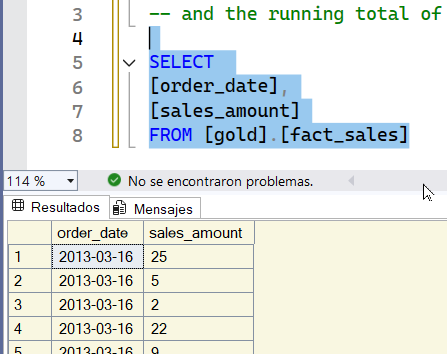 3 -- and the running total of
4
5 SELECT
6 [order_date],
7 [sales_amount]
8 FROM [gold].[fact_sales]
114 % No se encontraron problemas.
Resultados Mensajes
order_date sales_amount
1 2013-03-16 25
2 2013-03-16 5
3 2013-03-16 2
4 2013-03-16 22
5 2013-03-16 9